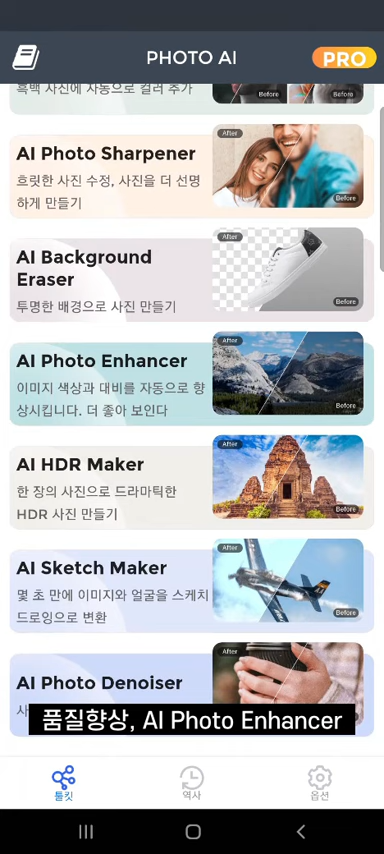 PHOTO AI
PRO
흑백 사진에 자동으로 컬러 추가
Before
Before
AI Photo Sharpener
흐릿한 사진 수정, 사진을 더 선명
하게 만들기
After
Before
AI Background
Eraser
투명한 배경으로 사진 만들기
After
Before
AI Photo Enhancer
이미지 색상과 대비를 자동으로 향
상시킵니다. 더 좋아 보인다
After
Before
AI HDR Maker
한 장의 사진으로 드라마틱한
HDR 사진 만들기
After
Before
AI Sketch Maker
몇 초 만에 이미지와 얼굴을 스케치
드로잉으로 변환
After
Before
AI Photo Denoiser
After
품질향상, AI Photo Enhancer
툴킷
역사
옵션